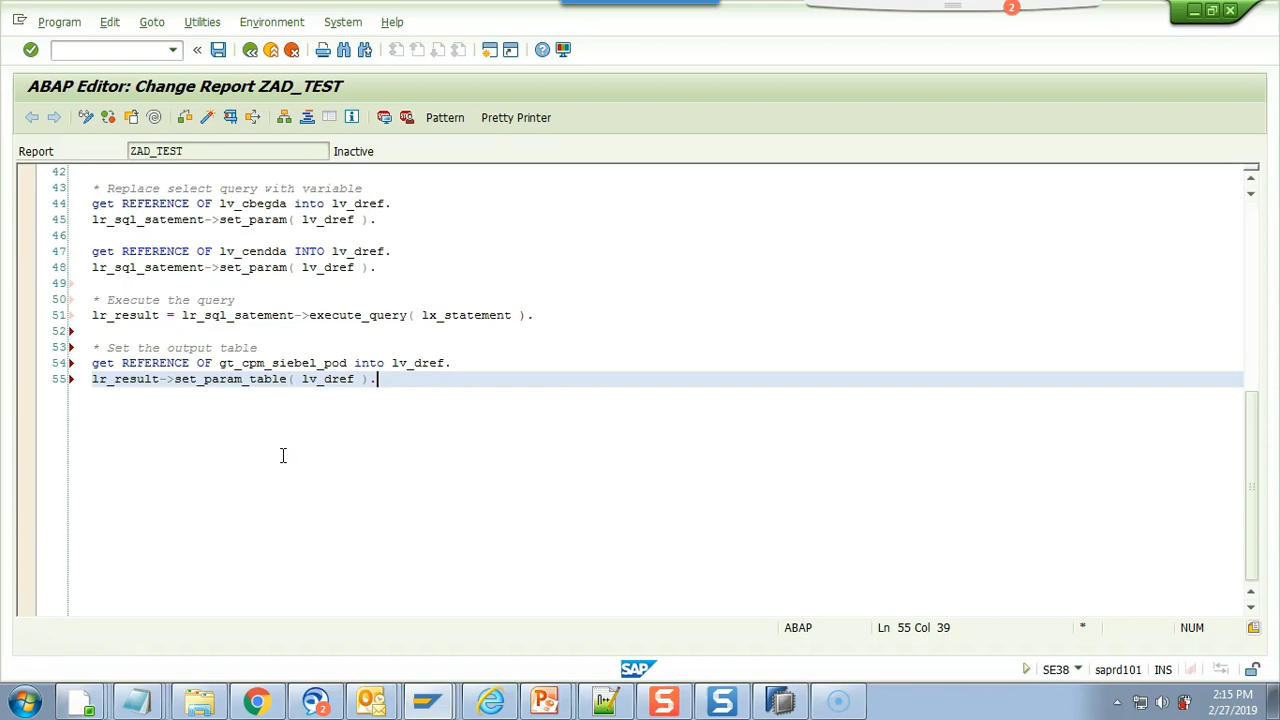 2
Program Edit Goto Utilities Environment System Help
«
ABAP Editor: Change Report ZAD_TEST
Pattern Pretty Printer
Report ZAD_TEST Inactive
42
43 * Replace select query with variable
44 get REFERENCE OF lv_cbegda into lv_dref.
45 lr_sql_satement->set_param( lv_dref ).
46
47 get REFERENCE OF lv_cendda INTO lv_dref.
48 lr_sql_satement->set_param( lv_dref ).
49
50 * Execute the query
51 lr_result = lr_sql_satement->execute_query( lx_statement ).
52
53 * Set the output table
54 get REFERENCE OF gt_cpm_siebel_pod into lv_dref.
55 lr_result->set_param_table( lv_dref ).
ABAP Ln 55 Col 39 * NUM
SAP SE38 saprd101 INS
2:15 PM
2/27/2019